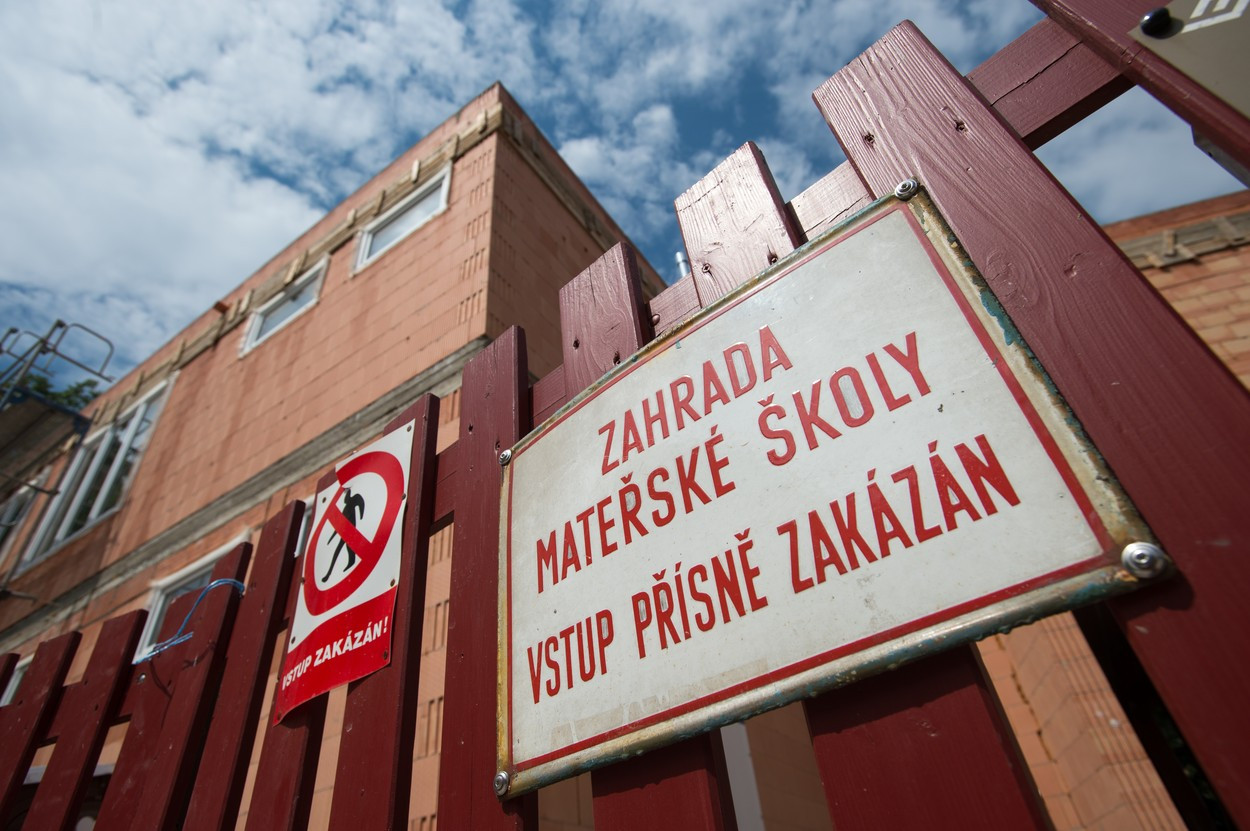 ZAHRADA
MATEŘSKÉ ŠKOLY
VSTUP PŘÍSNĚ ZAKÁZÁN
VSTUP ZAKÁZÁN!